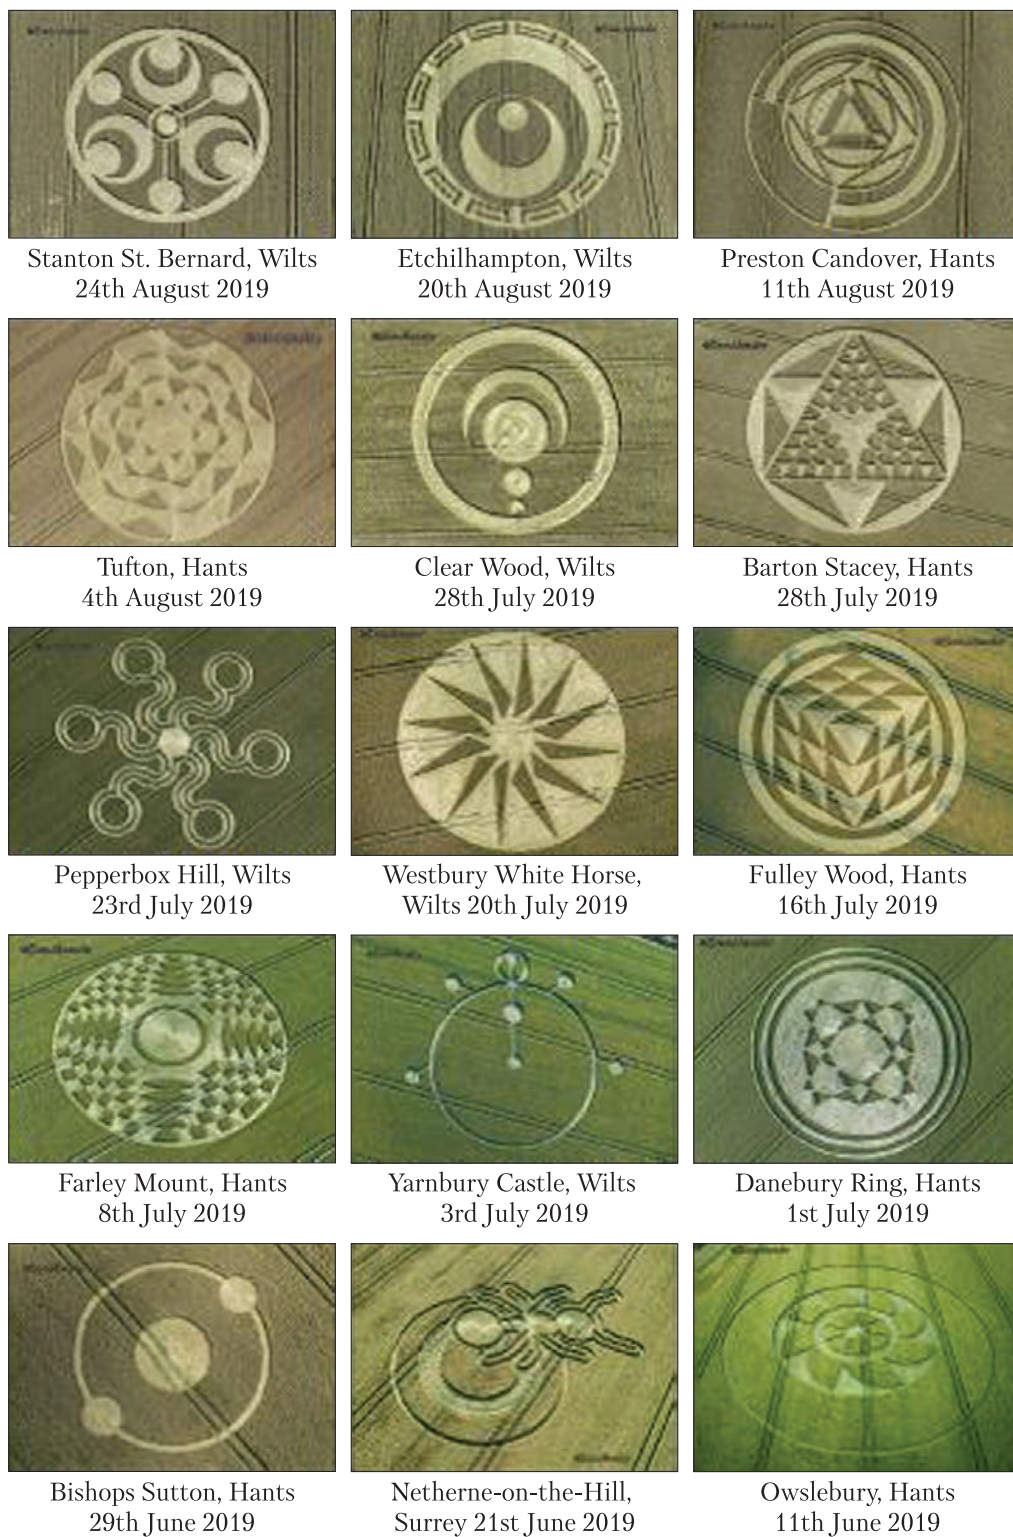 Stanton St. Bernard, Wilts
24th August 2019
Etchilhampton, Wilts
20th August 2019
Preston Candover, Hants
11th August 2019
Tufton, Hants
4th August 2019
Clear Wood, Wilts
28th July 2019
Barton Stacey, Hants
28th July 2019
Pepperbox Hill, Wilts
23rd July 2019
Westbury White Horse,
Wilts 20th July 2019
Fulley Wood, Hants
16th July 2019
Farley Mount, Hants
8th July 2019
Yarnbury Castle, Wilts
3rd July 2019
Danebury Ring, Hants
1st July 2019
Bishops Sutton, Hants
29th June 2019
Netherne-on-the-Hill,
Surrey 21st June 2019
Owslebury, Hants
11th June 2019